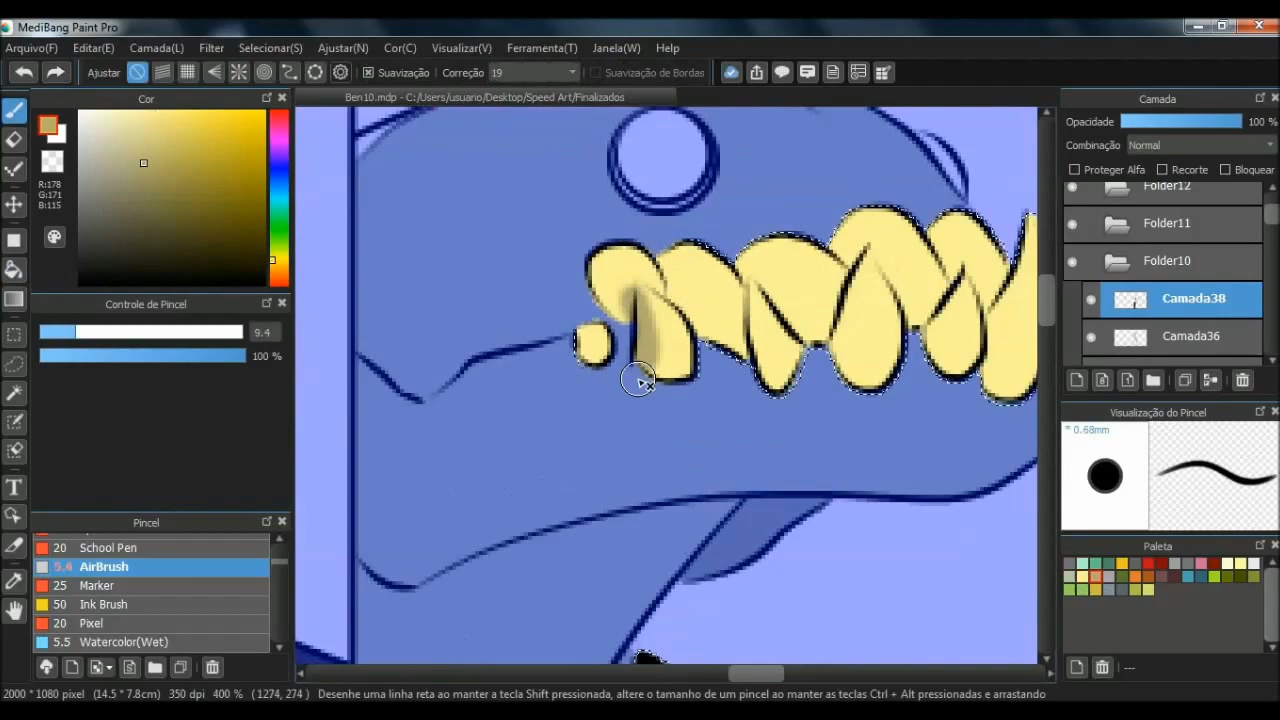 MediBang Paint Pro
Arquivo(F) Editar(E) Camada(L) Filter Selecionar(S) Ajustar(N) Cor(C) Visualizar(V) Ferramenta(T) Janela(W) Help
Ajustar Suavização Correção 19 Suavização de Bordas
Cor
Ben10.mdp - C:/Users/usuario/Desktop/Speed Art/Finalizados
Camada
Opacidade 100 %
Combinação Normal
Proteger Alfa Recorte Bloquear
R:178
G:171
B:115
Folder12
Folder11
Folder10
Camada38
Camada36
Controle de Pincel
9.4
100 %
Visualização do Pincel
* 0.68mm
Pincel
20 School Pen
AirBrush
25 Marker
50 Ink Brush
20 Pixel
5.5 Watercolor(Wet)
Paleta
---
2000 * 1080 pixel (14.5 * 7.8cm) 350 dpi 400 % (1274, 274) Desenhe uma linha reta ao manter a tecla Shift pressionada, altere o tamanho de um pincel ao manter as teclas Ctrl + Alt pressionadas e arrastando